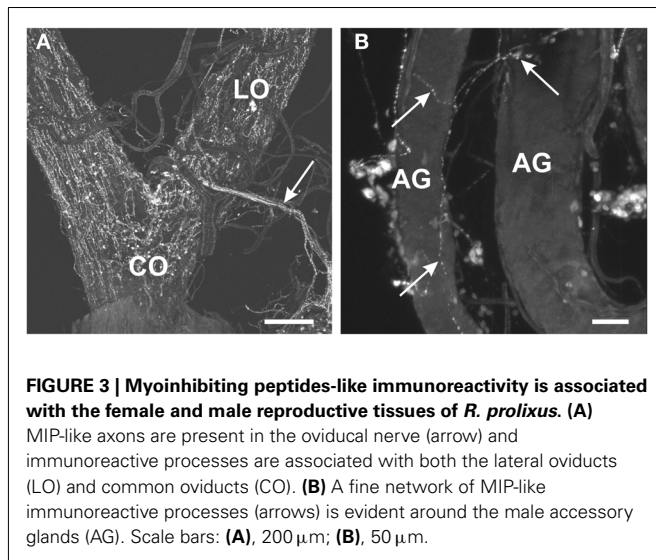 A
LO
CO
B
AG
AG
FIGURE 3 | Myoinhibiting peptides-like immunoreactivity is associated
with the female and male reproductive tissues of R. prolixus. (A)
MIP-like axons are present in the oviducal nerve (arrow) and
immunoreactive processes are associated with both the lateral oviducts
(LO) and common oviducts (CO). (B) A fine network of MIP-like
immunoreactive processes (arrows) is evident around the male accessory
glands (AG). Scale bars: (A), 200 μm; (B), 50 μm.